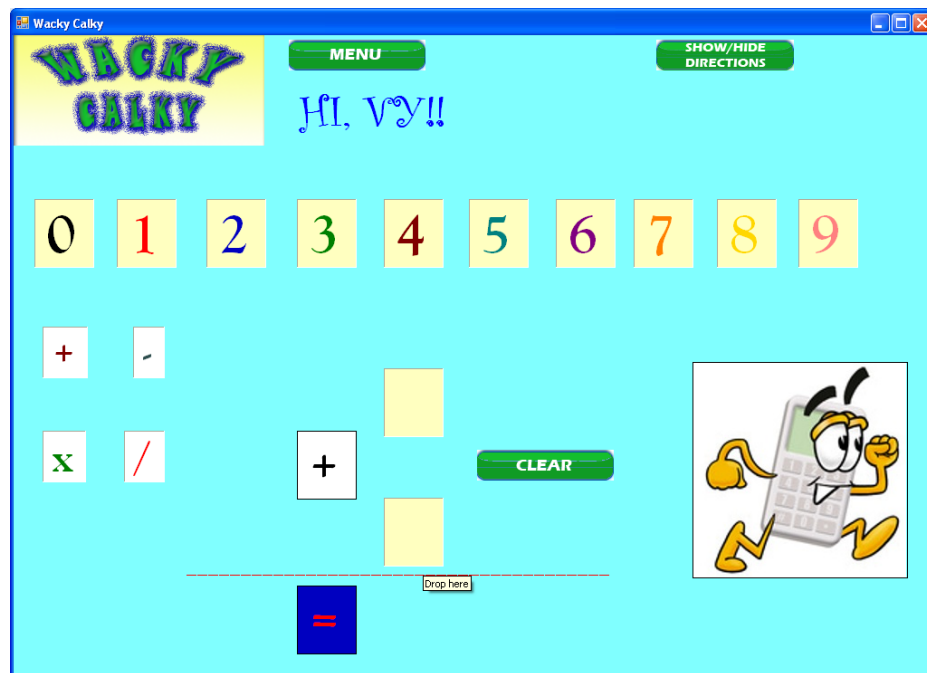 Wacky Calky
WACKY
CALKY
MENU
SHOW/HIDE
DIRECTIONS
HI, VY!!
0 1 2 3 4 5 6 7 8 9
+ -
x /
+
CLEAR
Drop here
=